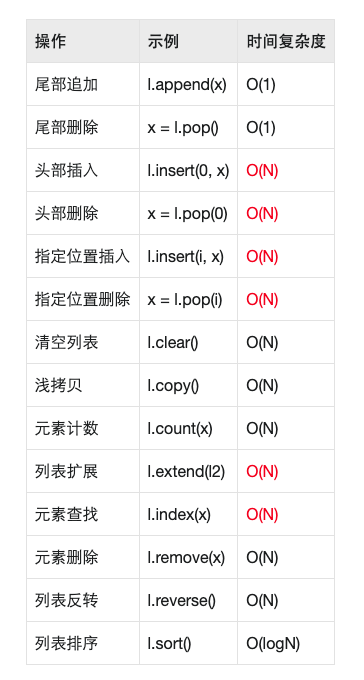 操作 示例 时间复杂度
尾部追加 l.append(x) O(1)
尾部删除 x = l.pop() O(1)
头部插入 l.insert(0, x) O(N)
头部删除 x = l.pop(0) O(N)
指定位置插入 l.insert(i, x) O(N)
指定位置删除 x = l.pop(i) O(N)
清空列表 l.clear() O(N)
浅拷贝 l.copy() O(N)
元素计数 l.count(x) O(N)
列表扩展 l.extend(l2) O(N)
元素查找 l.index(x) O(N)
元素删除 l.remove(x) O(N)
列表反转 l.reverse() O(N)
列表排序 l.sort() O(logN)